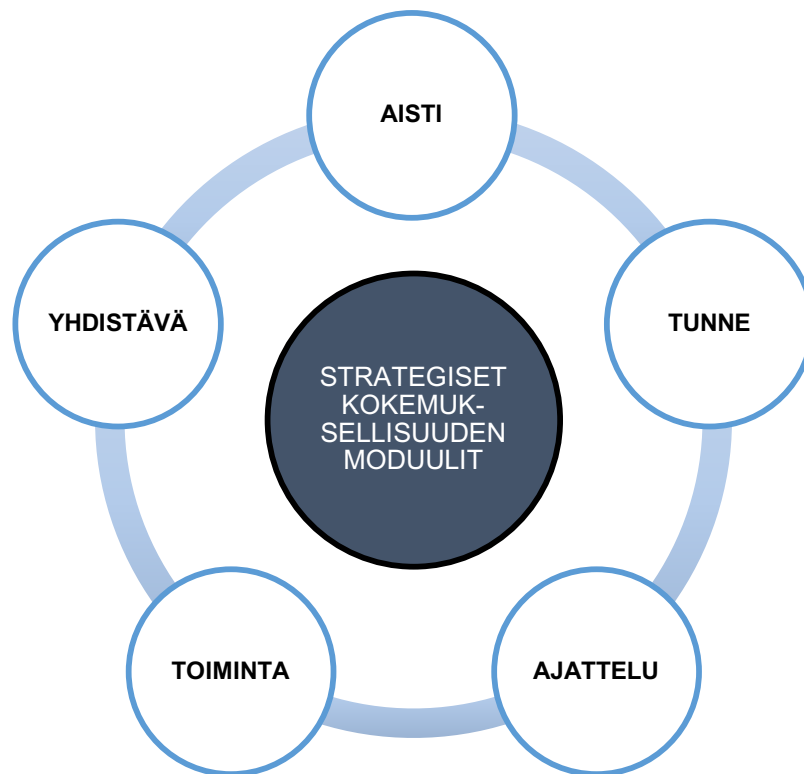 AISTI
YHDISTÄVÄ
TUNNE
STRATEGISET
KOKEMUK-
SELLISUUDEN
MODUULIT
TOIMINTA
AJATTELU